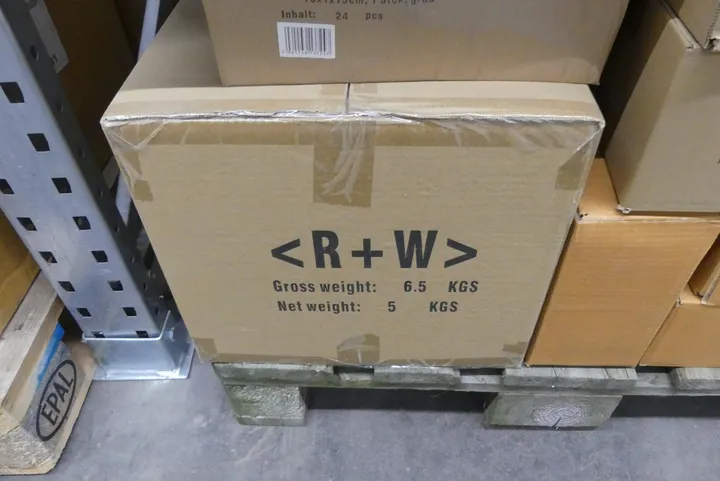 Inhalt: 24 pcs
<R+W>
Gross weight: 6.5 KGS
Net weight: 5 KGS
EPAL